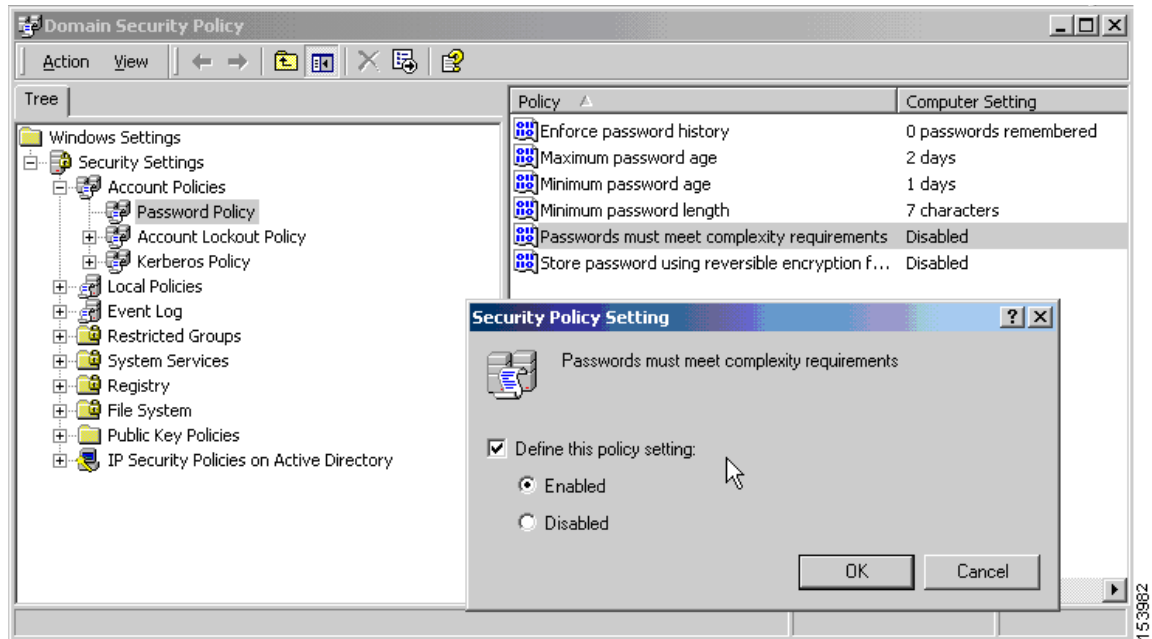 Domain Security Policy
Action View
Tree
Policy Computer Setting
Windows Settings
Security Settings
Account Policies
Password Policy
Account Lockout Policy
Kerberos Policy
Local Policies
Event Log
Restricted Groups
System Services
Registry
File System
Public Key Policies
IP Security Policies on Active Directory
Enforce password history 0 passwords remembered
Maximum password age 2 days
Minimum password age 1 days
Minimum password length 7 characters
Passwords must meet complexity requirements Disabled
Store password using reversible encryption f... Disabled
Security Policy Setting
Passwords must meet complexity requirements
Define this policy setting:
Enabled
Disabled
OK Cancel
153982